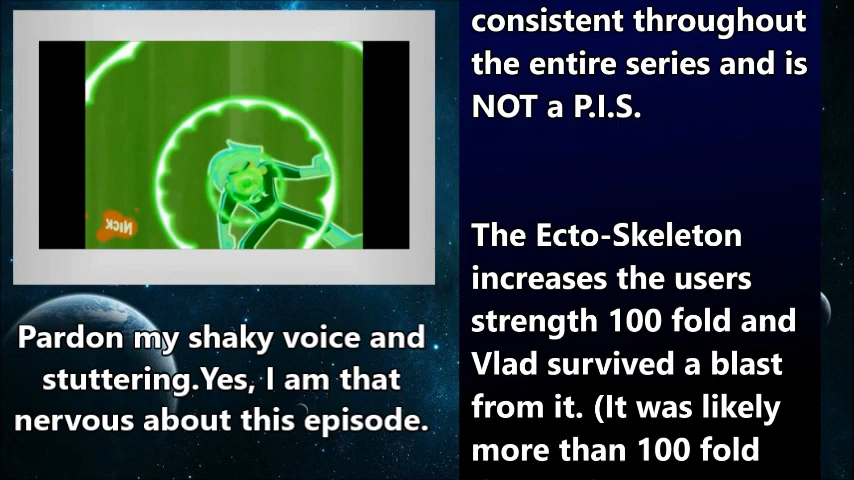 consistent throughout
the entire series and is
NOT a P.I.S.
The Ecto-Skeleton
increases the users
strength 100 fold and
Vlad survived a blast
from it. (It was likely
more than 100 fold
NICK
Pardon my shaky voice and
stuttering.Yes, I am that
nervous about this episode.